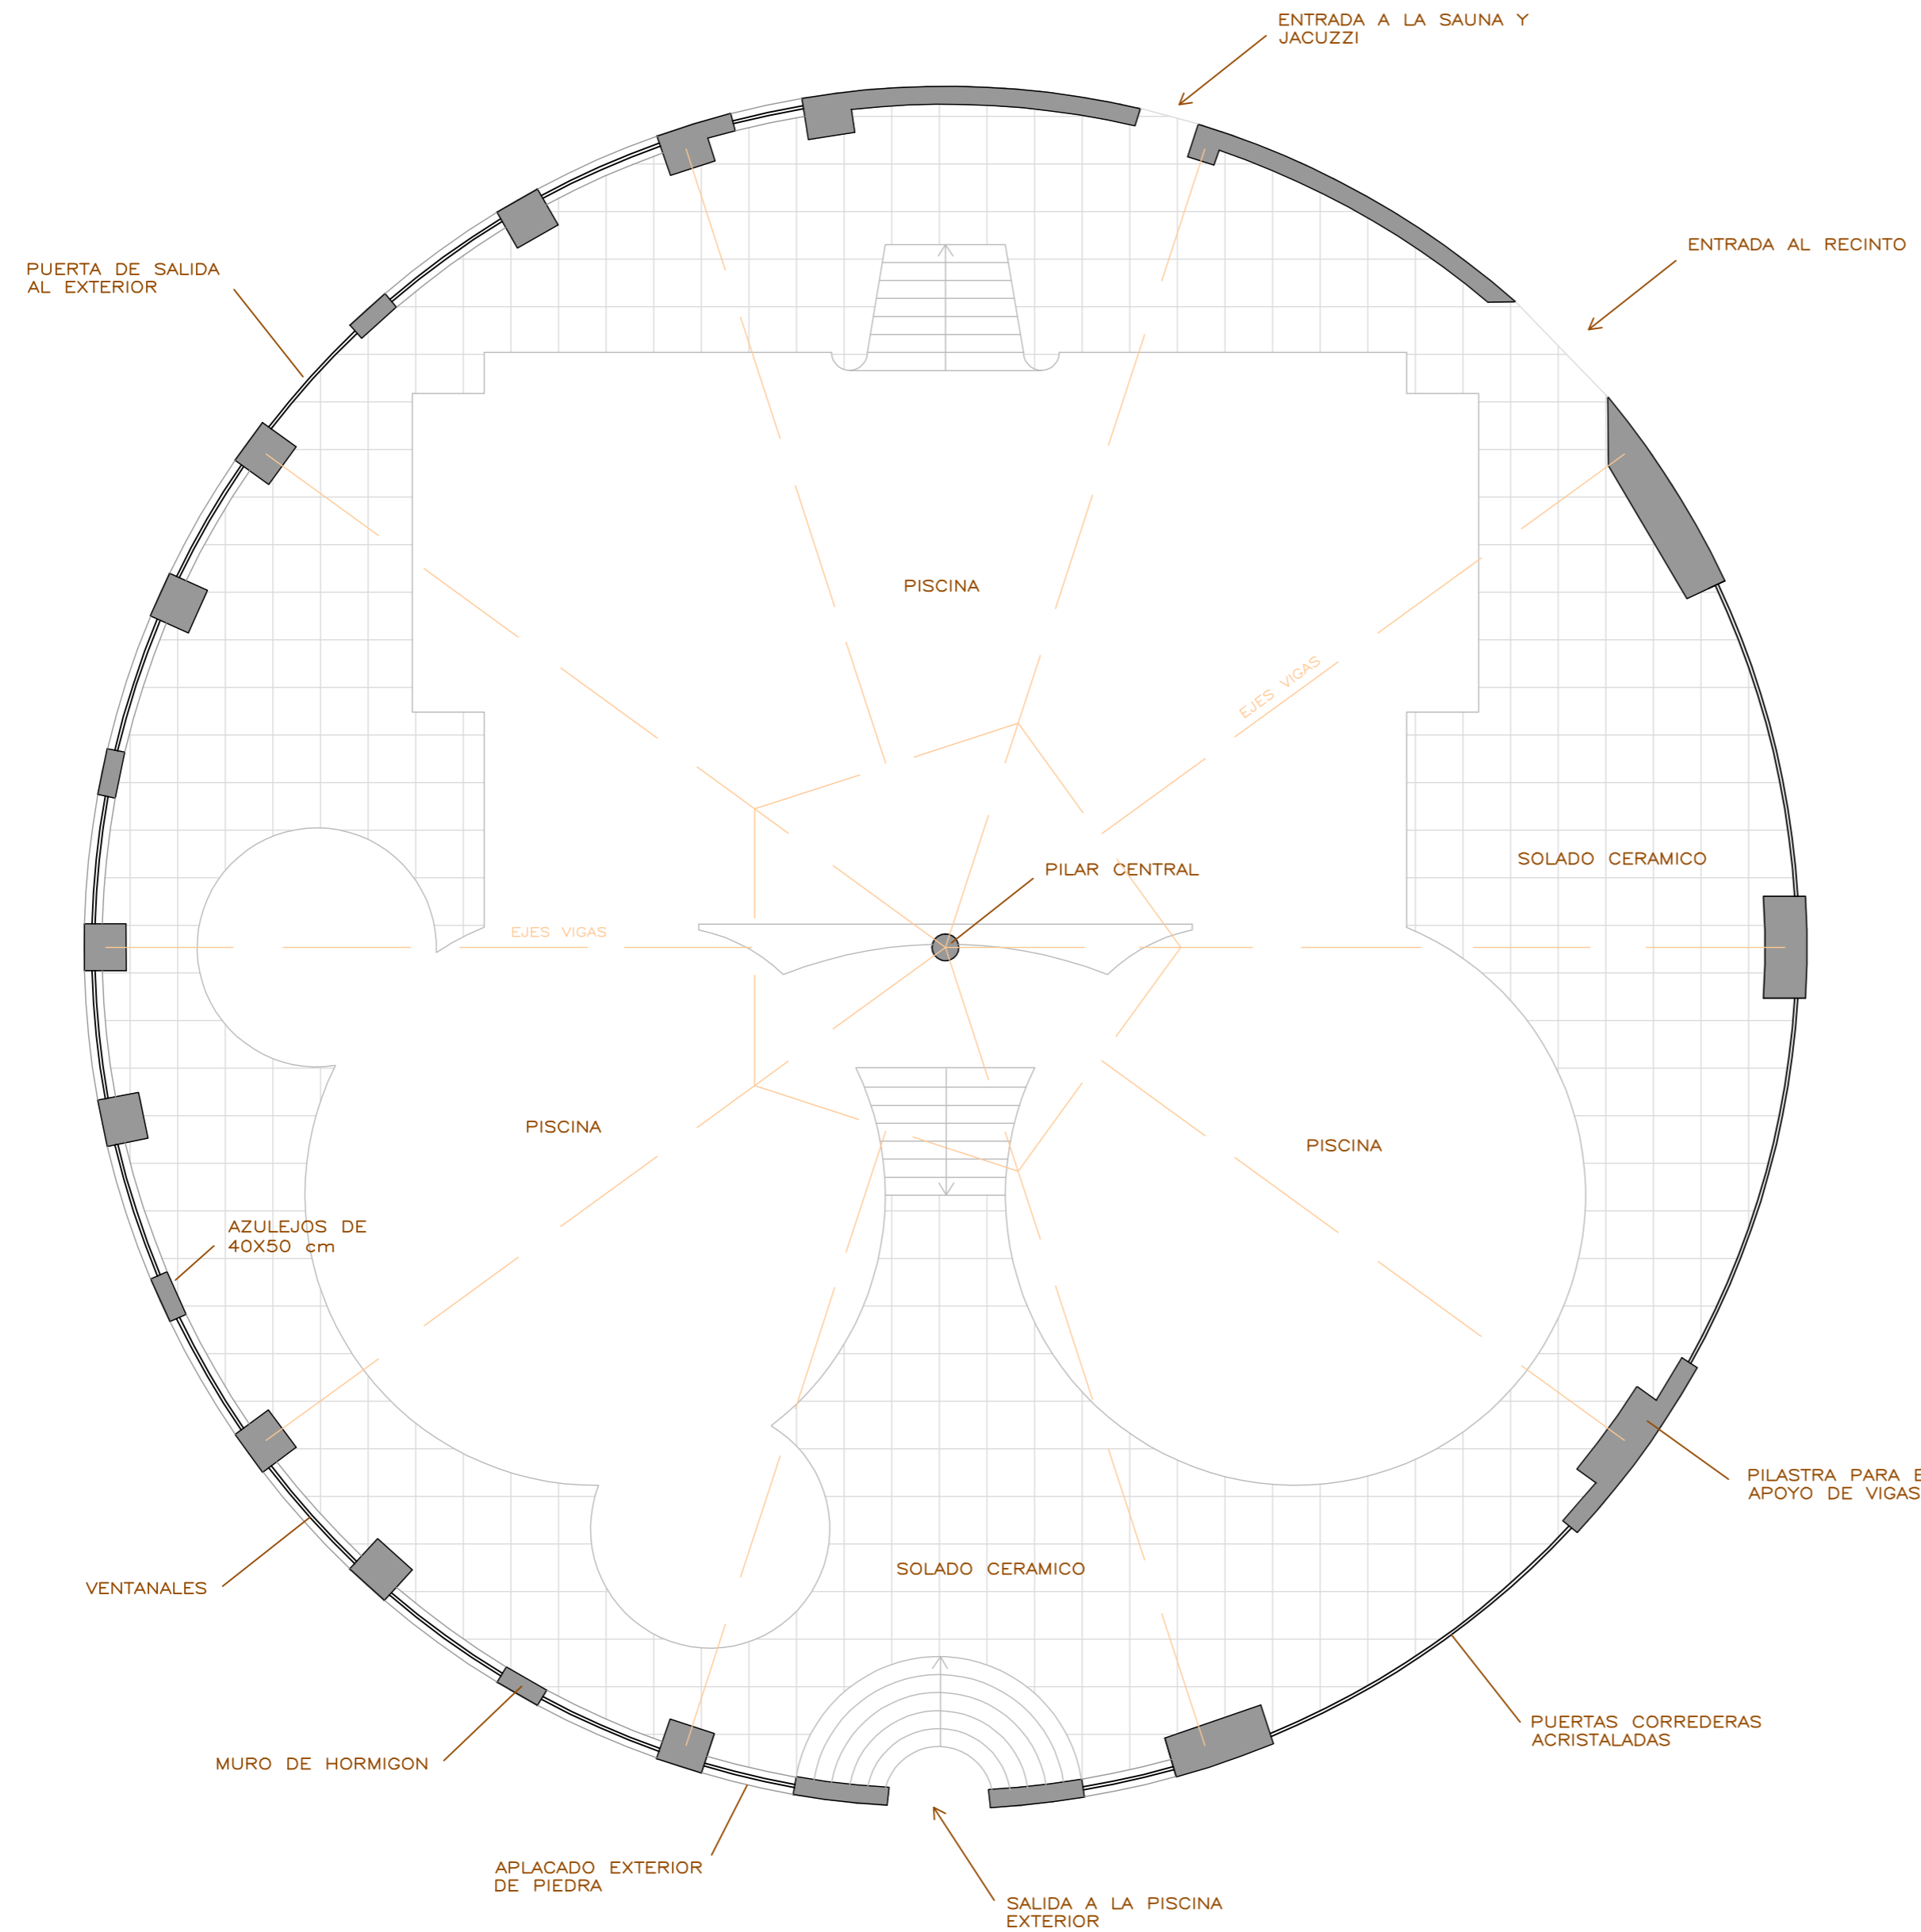 ENTRADA A LA SAUNA Y
JACUZZI
ENTRADA AL RECINTO
PUERTA DE SALIDA
AL EXTERIOR
PISCINA
EJES VIGAS
SOLADO CERAMICO
PILAR CENTRAL
EJES VIGAS
PISCINA
PISCINA
AZULEJOS DE
40X50 cm
PILASTRA PARA E
APOYO DE VIGAS
SOLADO CERAMICO
VENTANALES
PUERTAS CORREDERAS
ACRISTALADAS
MURO DE HORMIGON
APLACADO EXTERIOR
DE PIEDRA
SALIDA A LA PISCINA
EXTERIOR